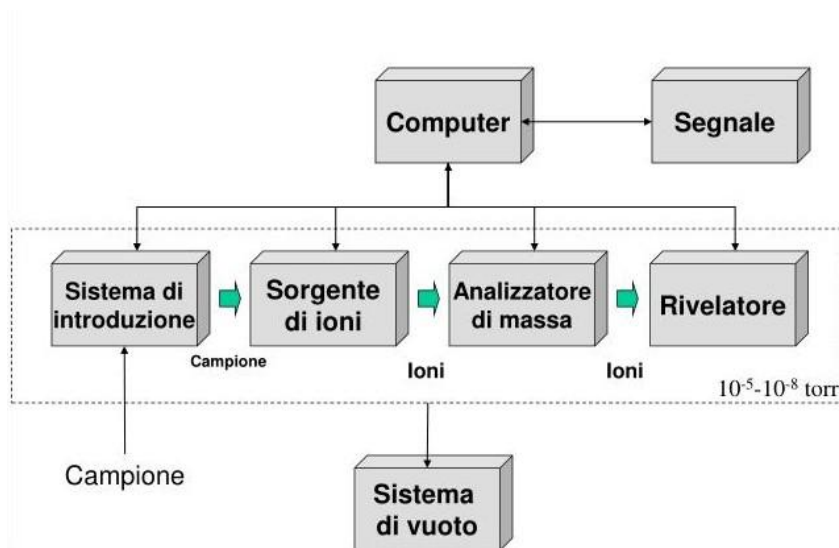 Computer
Segnale
Sistema di
introduzione
Sorgente
di ioni
Analizzatore
di massa
Rivelatore
Campione
Ioni
Ioni
10⁻⁵-10⁻⁸ torr
Campione
Sistema
di vuoto